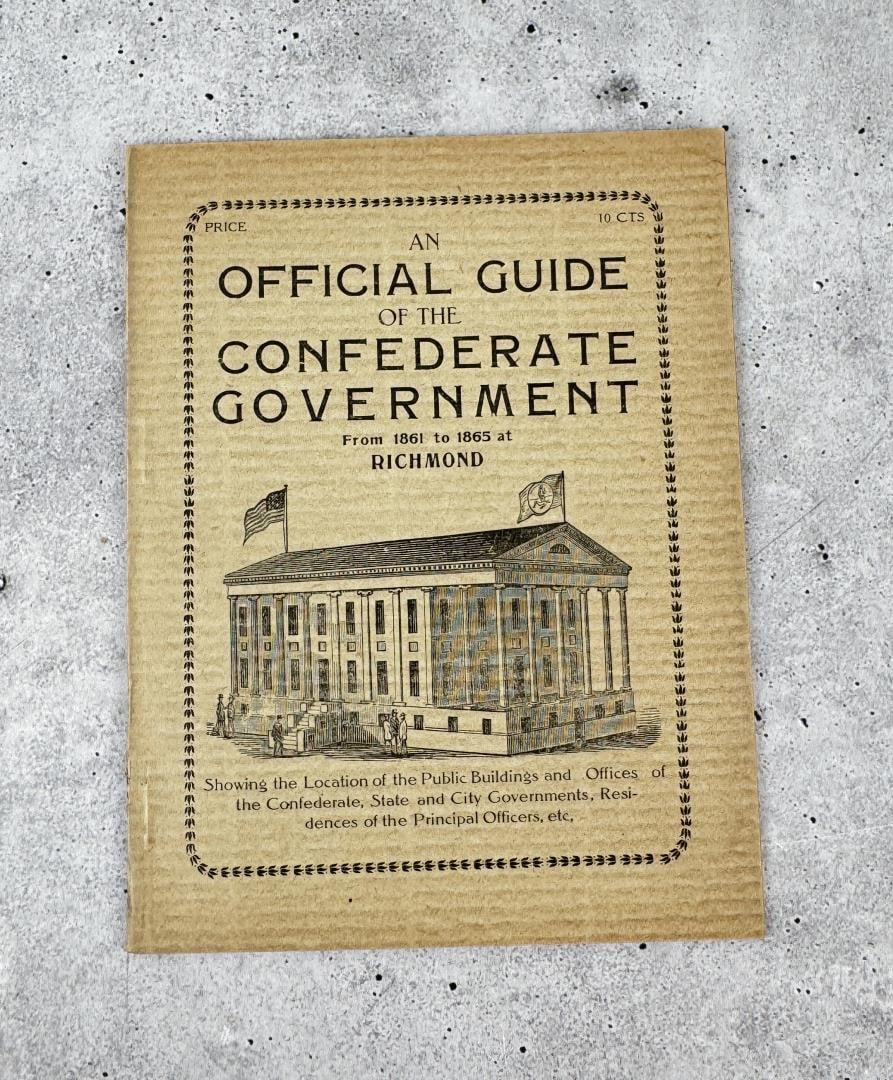 PRICE 10 CTS
AN
OFFICIAL GUIDE
OF THE
CONFEDERATE
GOVERNMENT
From 1861 to 1865 at
RICHMOND
Showing the Location of the Public Buildings and Offices of
the Confederate, State and City Governments, Resi-
dences of the Principal Officers, etc,